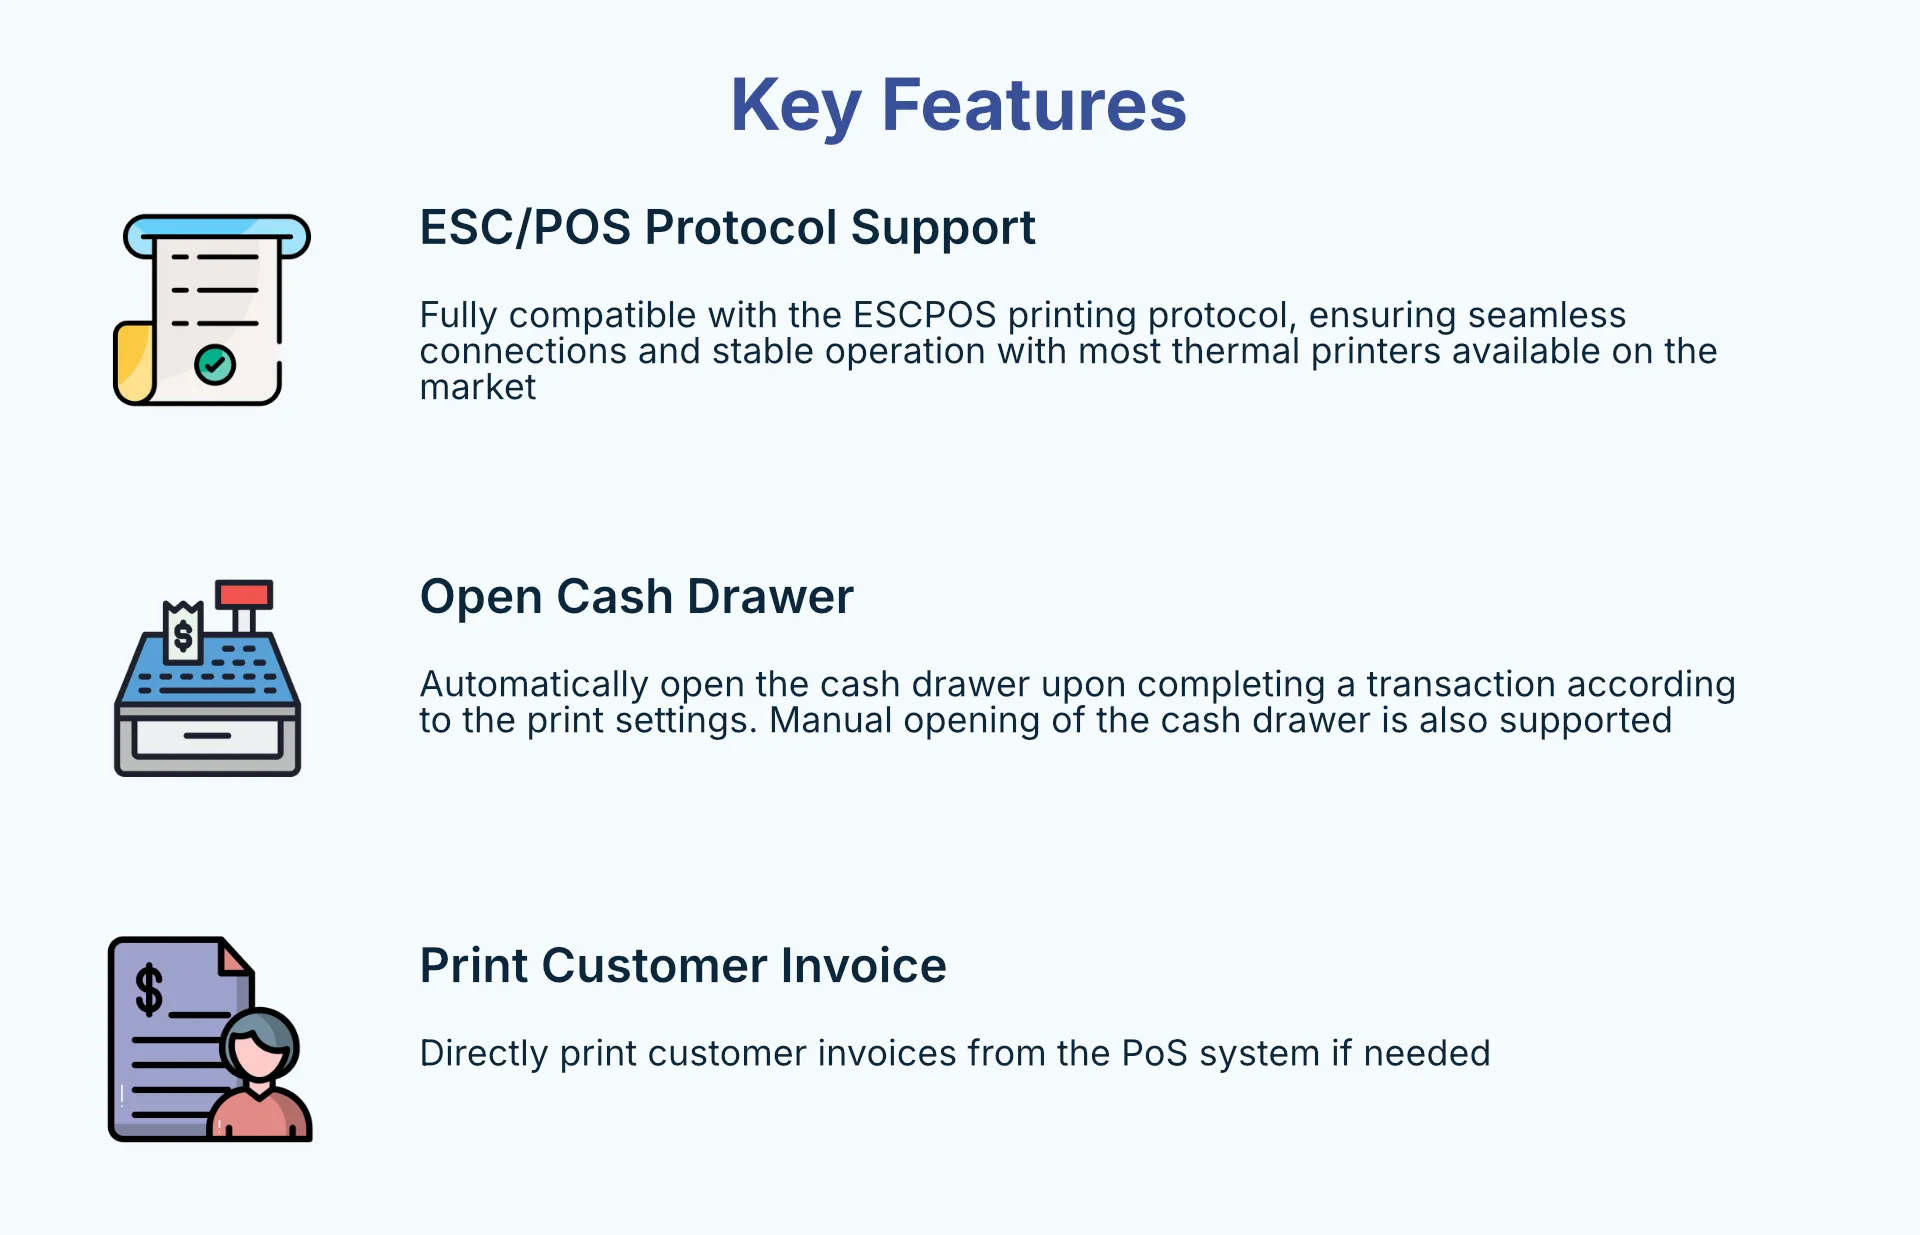 Key Features
ESC/POS Protocol Support
Fully compatible with the ESCPOS printing protocol, ensuring seamless
connections and stable operation with most thermal printers available on the
market
$
Open Cash Drawer
Automatically open the cash drawer upon completing a transaction according
to the print settings. Manual opening of the cash drawer is also supported
$
Print Customer Invoice
Directly print customer invoices from the PoS system if needed